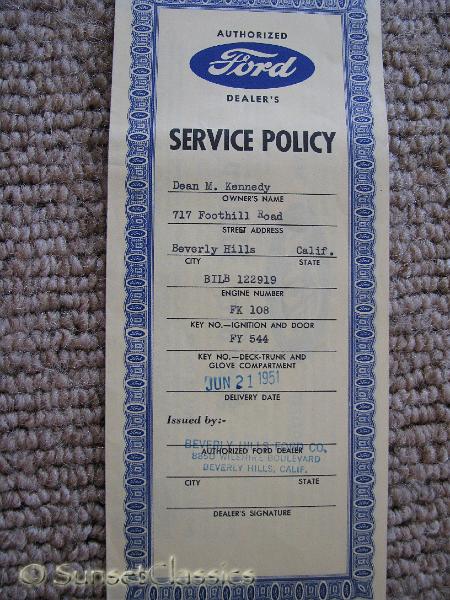 AUTHORIZED
Ford
DEALER'S
SERVICE POLICY
Dean M. Kennedy
OWNER'S NAME
717 Foothill Road
STREET ADDRESS
Beverly Hills Calif.
CITY STATE
BILB 122919
ENGINE NUMBER
FK 108
KEY NO.—IGNITION AND DOOR
FY 544
KEY NO.—DECK-TRUNK AND
GLOVE COMPARTMENT
JUN 21 1951
DELIVERY DATE
Issued by:-
BEVERLY HILLS FORD CO.
AUTHORIZED FORD DEALER
8850 WILSHIRE BOULEVARD
BEVERLY HILLS, CALIF.
CITY STATE
DEALER'S SIGNATURE
© SunsetClassics